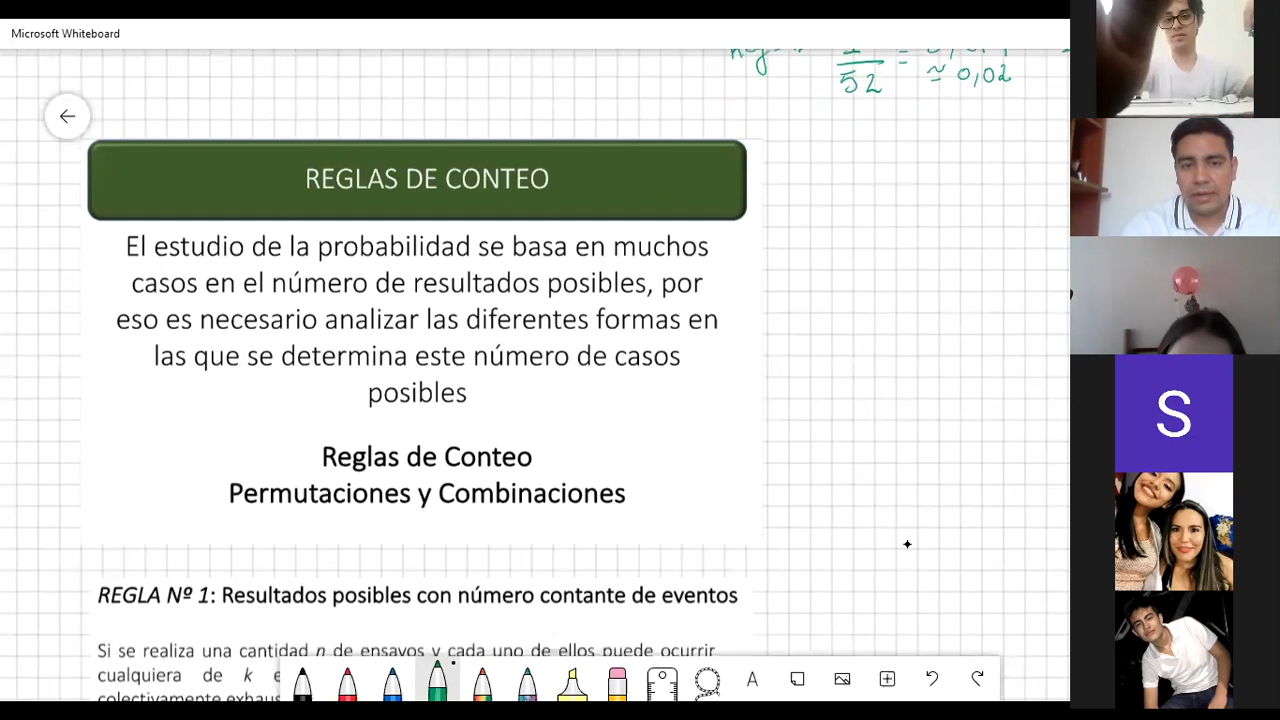 Microsoft Whiteboard
52
≅ 0,02
REGLAS DE CONTEO
El estudio de la probabilidad se basa en muchos
casos en el número de resultados posibles, por
eso es necesario analizar las diferentes formas en
las que se determina este número de casos
posibles
Reglas de Conteo
Permutaciones y Combinaciones
REGLA Nº 1: Resultados posibles con número contante de eventos
Si se realiza una cantidad n de ensayos y cada uno de ellos puede ocurrir
cualquiera de k
colectivamente
A
S